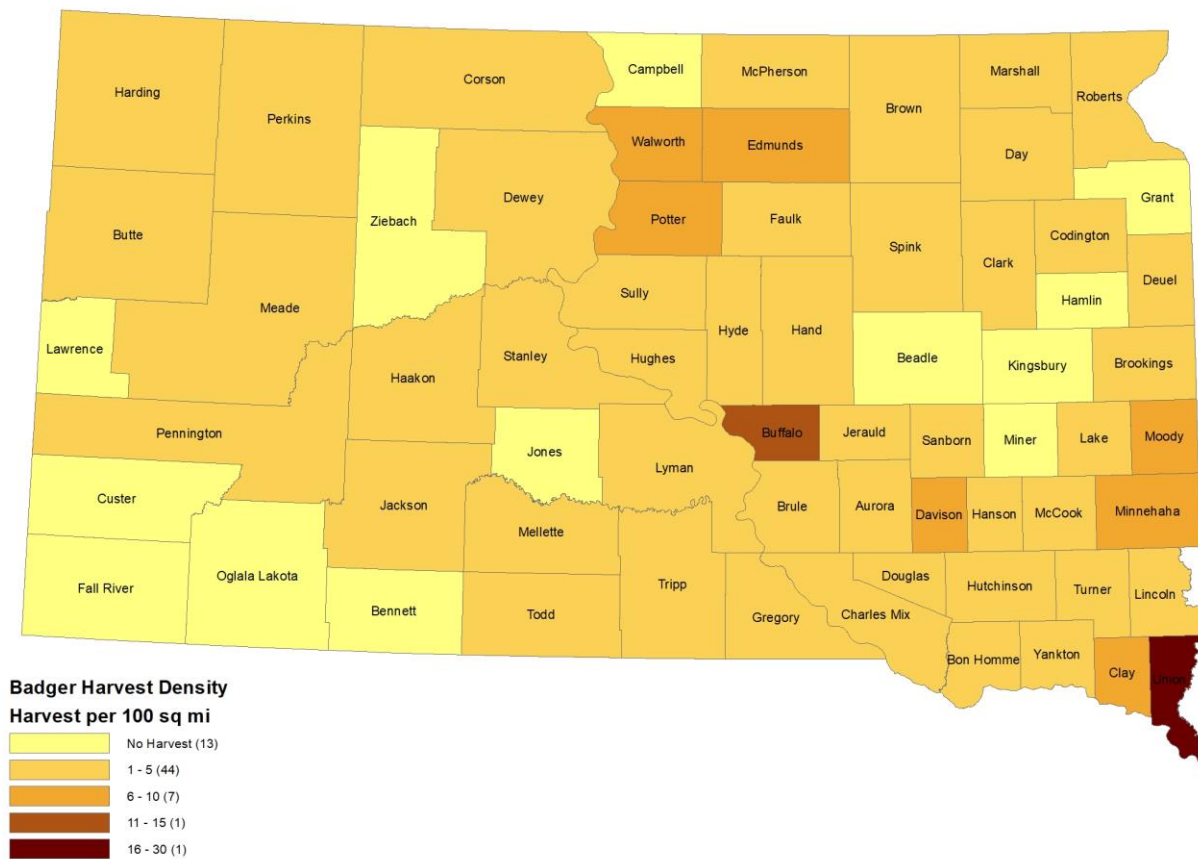 Campbell
McPherson
Marshall
Corson
Harding
Brown
Roberts
Perkins
Walworth
Edmunds
Day
Dewey
Grant
Ziebach
Potter
Faulk
Butte
Spink
Codington
Clark
Deuel
Sully
Meade
Hamlin
Hyde
Hand
Lawrence
Stanley
Hughes
Beadle
Kingsbury
Brookings
Haakon
Pennington
Buffalo
Jerauld
Sanborn
Miner
Lake
Moody
Jones
Lyman
Custer
Jackson
Brule
Aurora
Davison
Hanson
McCook
Minnehaha
Mellette
Oglala Lakota
Douglas
Fall River
Tripp
Hutchinson
Turner
Lincoln
Bennett
Todd
Gregory
Charles Mix
Bon Homme
Yankton
Clay
Union
Badger Harvest Density
Harvest per 100 sq mi
No Harvest (13)
1 - 5 (44)
6 - 10 (7)
11 - 15 (1)
16 - 30 (1)